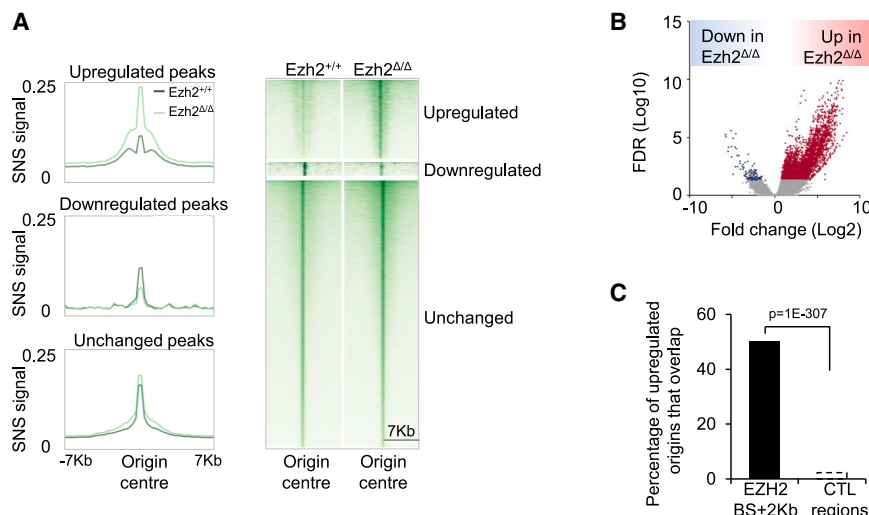 A
Upregulated peaks
0.25
Ezh2+/+
Ezh2Δ/Δ
SNS signal
0
Downregulated peaks
0.25
SNS signal
0
Unchanged peaks
0.25
SNS signal
0
-7Kb
Origin
centre
7Kb
Ezh2+/+
Ezh2Δ/Δ
Upregulated
Downregulated
Unchanged
7Kb
Origin
centre
Origin
centre
B
Down in
Ezh2Δ/Δ
Up in
Ezh2Δ/Δ
FDR (Log10)
15
10
5
0
-10
0
10
Fold change (Log2)
C
p=1E-307
Percentage of upregulated
origins that overlap
60
40
20
0
EZH2
BS+2Kb
CTL
regions